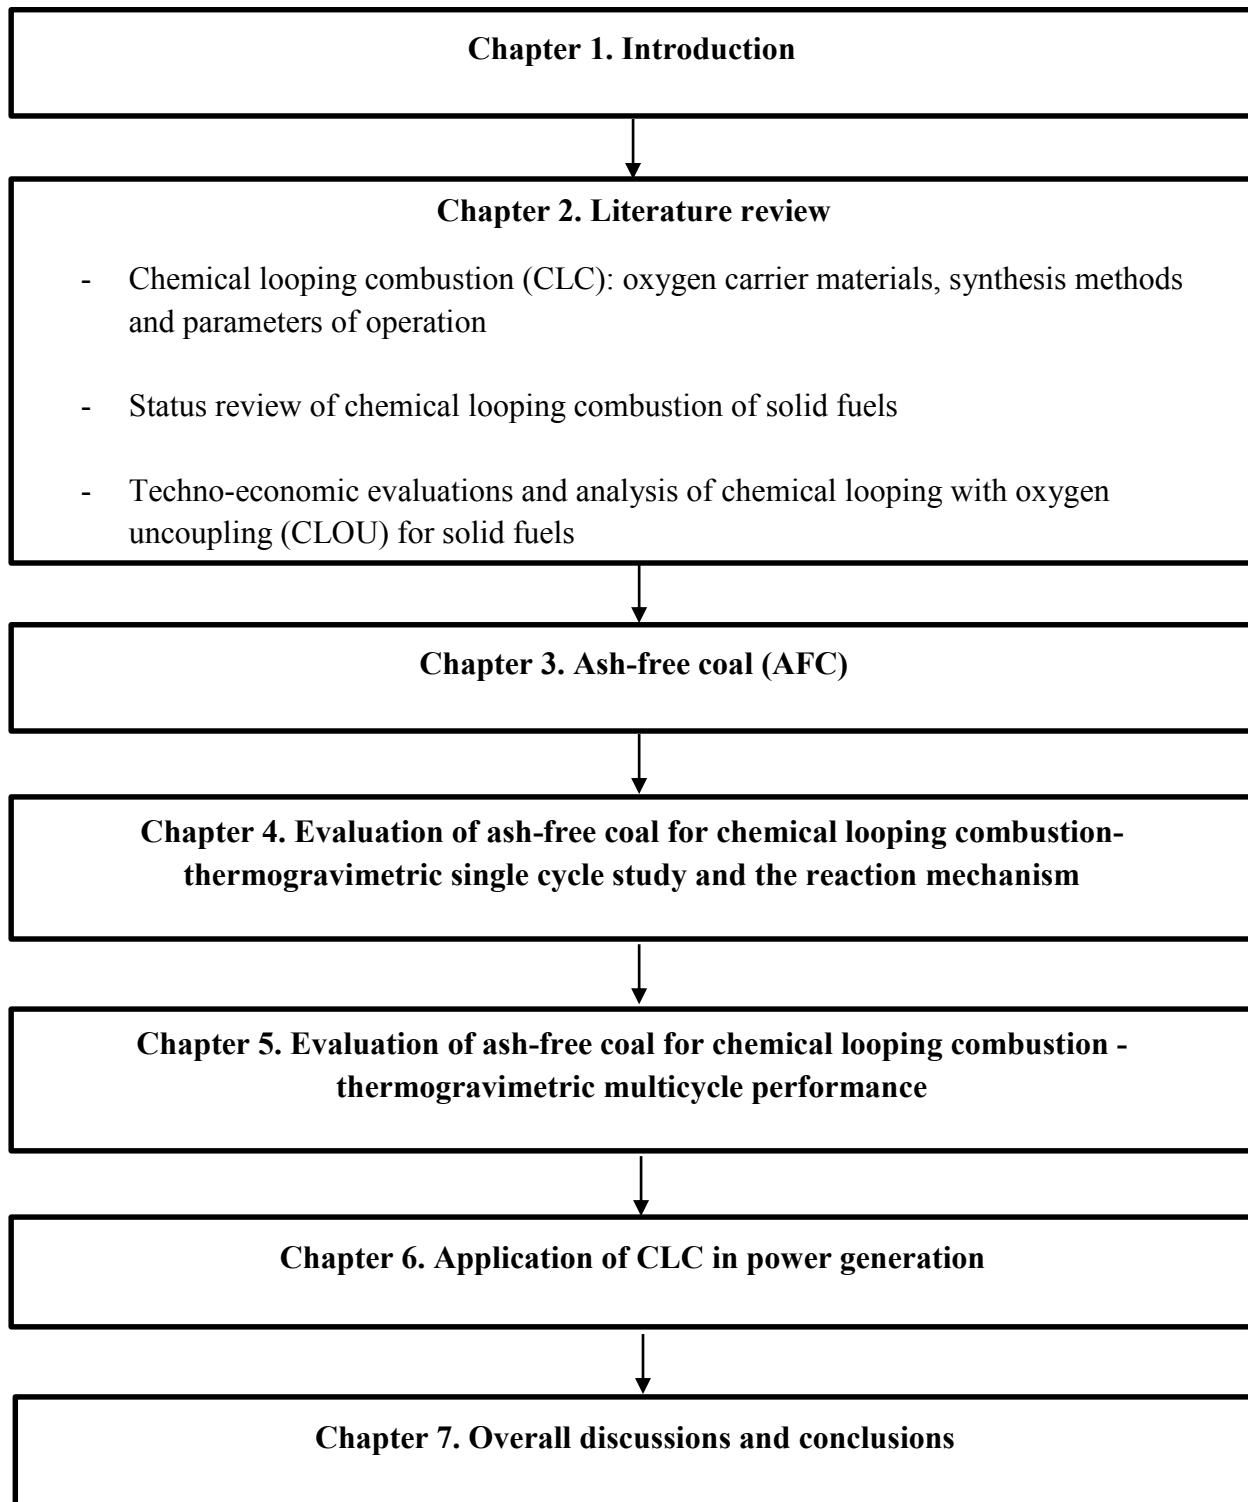 Chapter 1. Introduction
Chapter 2. Literature review
- Chemical looping combustion (CLC): oxygen carrier materials, synthesis methods
and parameters of operation
- Status review of chemical looping combustion of solid fuels
- Techno-economic evaluations and analysis of chemical looping with oxygen
uncoupling (CLOU) for solid fuels
Chapter 3. Ash-free coal (AFC)
Chapter 4. Evaluation of ash-free coal for chemical looping combustion-
thermogravimetric single cycle study and the reaction mechanism
Chapter 5. Evaluation of ash-free coal for chemical looping combustion -
thermogravimetric multicycle performance
Chapter 6. Application of CLC in power generation
Chapter 7. Overall discussions and conclusions